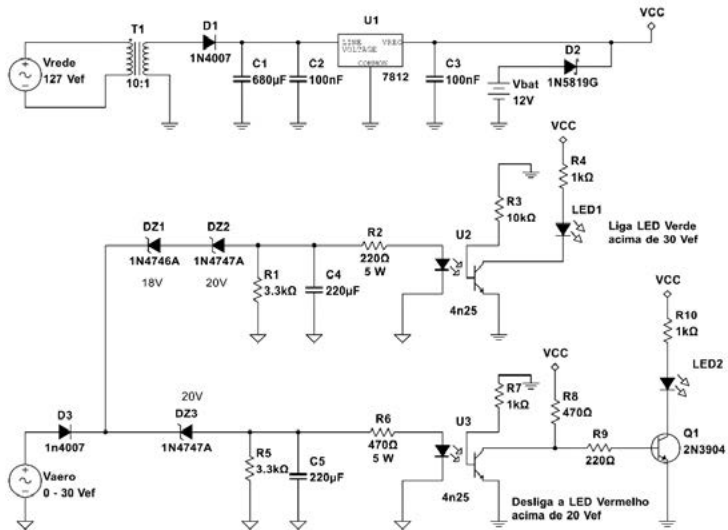 T1
D1
U1
VCC
Vrede
127 Vef
1N4007
10:1
C1
680µF
C2
100nF
LINE VREG
VOLTAGE
COMMON
7812
C3
100nF
D2
1N5819G
Vbat
12V
VCC
R4
1kΩ
LED1
R3
10kΩ
Liga LED Verde
acima de 30 Vef
DZ1
1N4746A
18V
DZ2
1N4747A
20V
R1
3.3kΩ
C4
220µF
R2
220Ω
5 W
U2
4n25
VCC
R10
1kΩ
LED2
VCC
R7
1kΩ
R8
470Ω
20V
D3
1n4007
DZ3
1N4747A
R5
3.3kΩ
C5
220µF
R6
470Ω
5 W
U3
4n25
R9
220Ω
Q1
2N3904
Vaero
0 - 30 Vef
Desliga a LED Vermelho
acima de 20 Vef